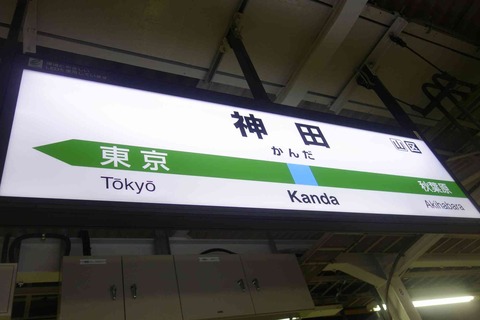 神田
山区
かんだ
東京
秋葉原
Tōkyō
Kanda
Akihabara